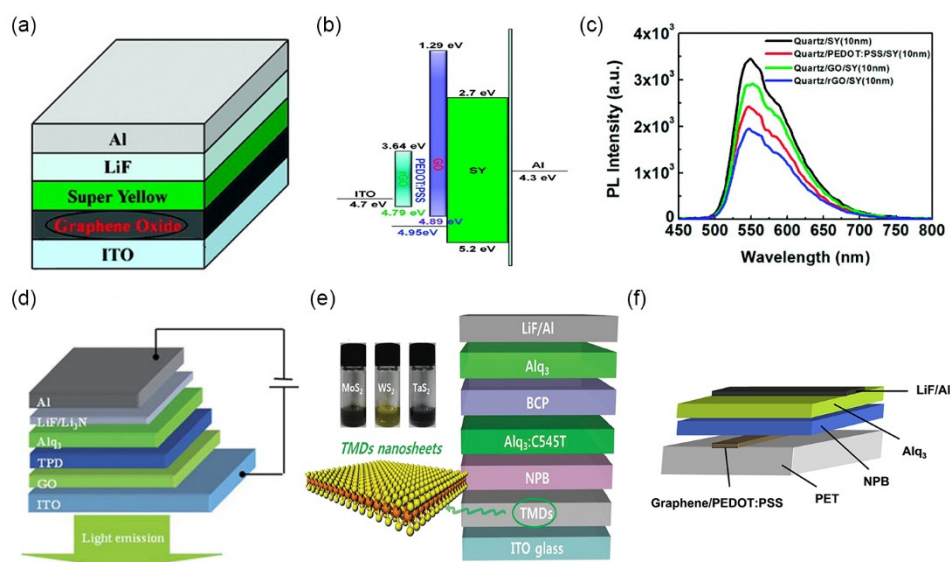 (a)
Al
LiF
Super Yellow
Graphene Oxide
ITO
(b)
1.29 eV
2.7 eV
3.64 eV
rGO
PEDOT:PSS
GO
SY
Al
4.3 eV
ITO
4.7 eV
4.79 eV
4.89 eV
4.95eV
5.2 eV
(c)
PL Intensity (a.u.)
4x10³
3x10³
2x10³
1x10³
0
Quartz/SY(10nm)
Quartz/PEDOT:PSS/SY(10nm)
Quartz/GO/SY(10nm)
Quartz/rGO/SY(10nm)
450 500 550 600 650 700 750 800
Wavelength (nm)
(d)
Al
LiF/Li₃N
Alq₃
TPD
GO
ITO
Light emission
(e)
MoS₂ WS₂ TaS₂
TMDs nanosheets
LiF/Al
Alq₃
BCP
Alq₃:C545T
NPB
TMDs
ITO glass
(f)
LiF/Al
Alq₃
NPB
PET
Graphene/PEDOT:PSS